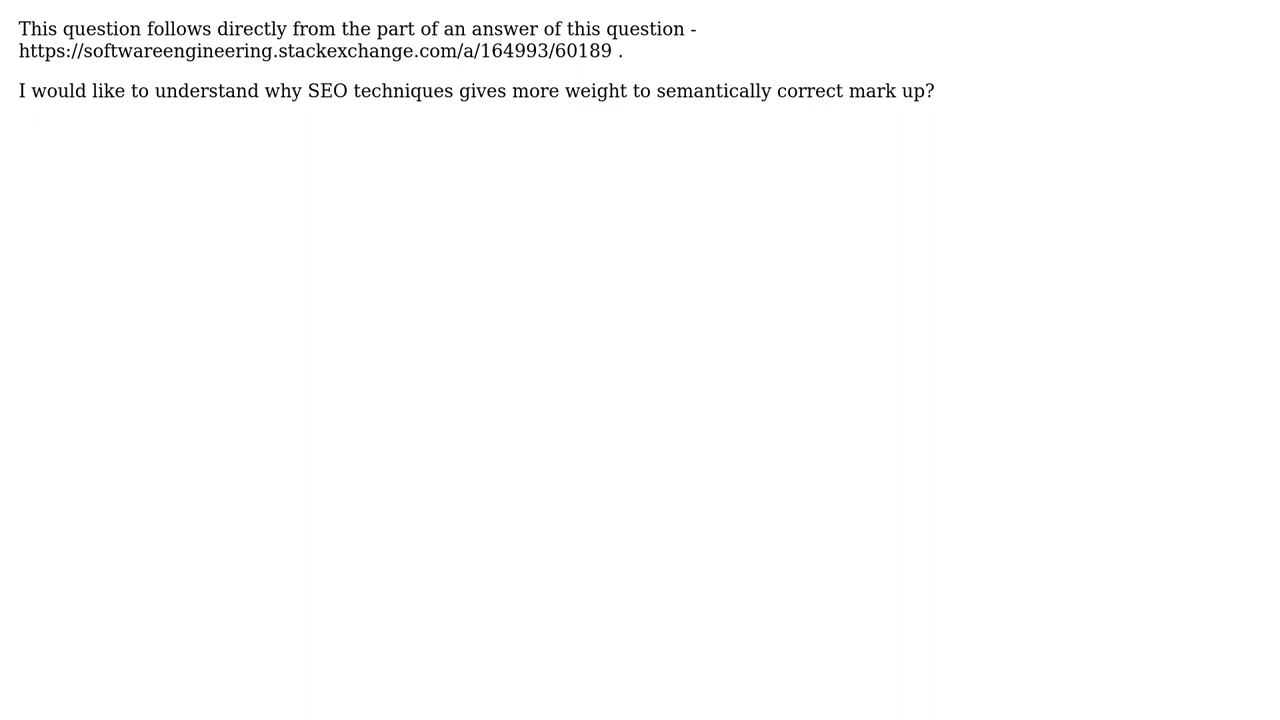 This question follows directly from the part of an answer of this question -
https://softwareengineering.stackexchange.com/a/164993/60189 .
I would like to understand why SEO techniques gives more weight to semantically correct mark up?